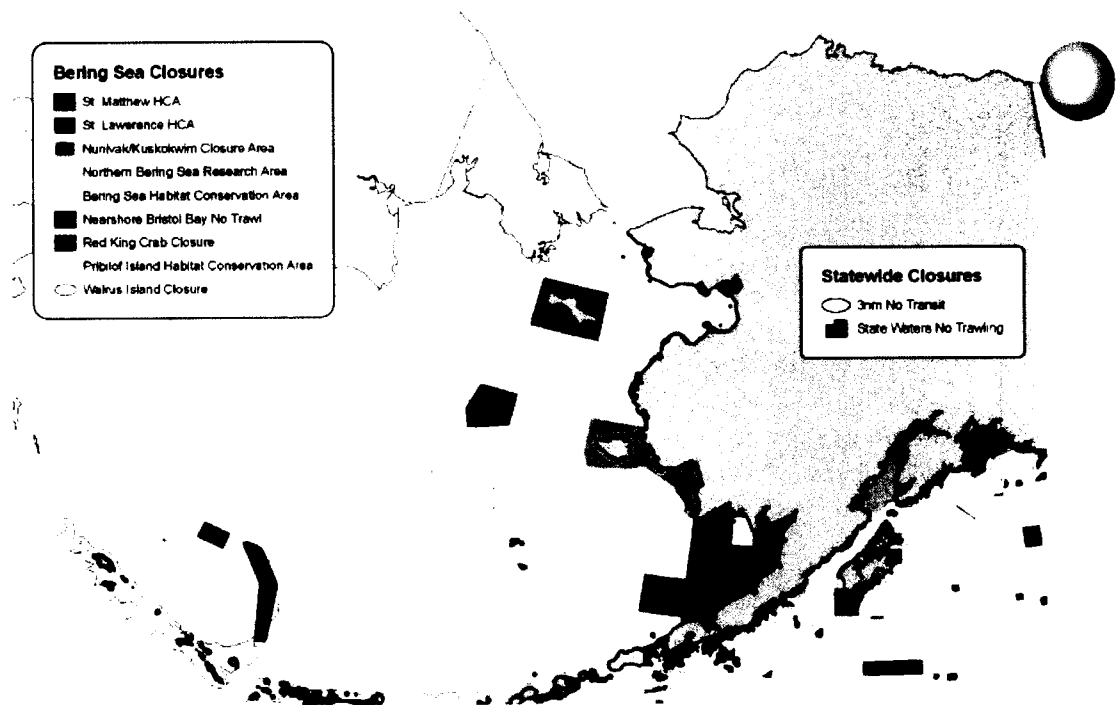 Bering Sea Closures
St. Matthew HCA
St. Lawerence HCA
Nunivak/Kuskokwim Closure Area
Northern Bering Sea Research Area
Bering Sea Habitat Conservation Area
Nearshore Bristol Bay No Trawl
Red King Crab Closure
Pribilof Island Habitat Conservation Area
Walrus Island Closure
Statewide Closures
3nm No Transit
State Waters No Trawling